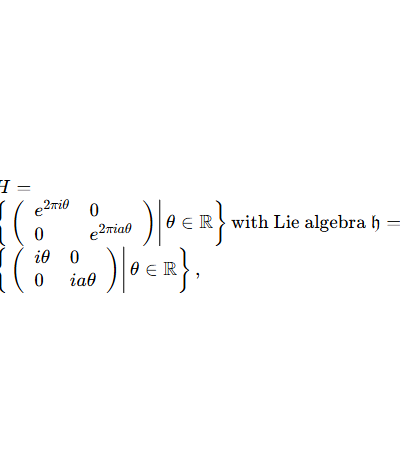 H =
{ ( e^{2πiθ} 0
0 e^{2πiaθ} ) | θ ∈ ℝ } with Lie algebra 𝔥 =
{ ( iθ 0
0 iaθ ) | θ ∈ ℝ } ,